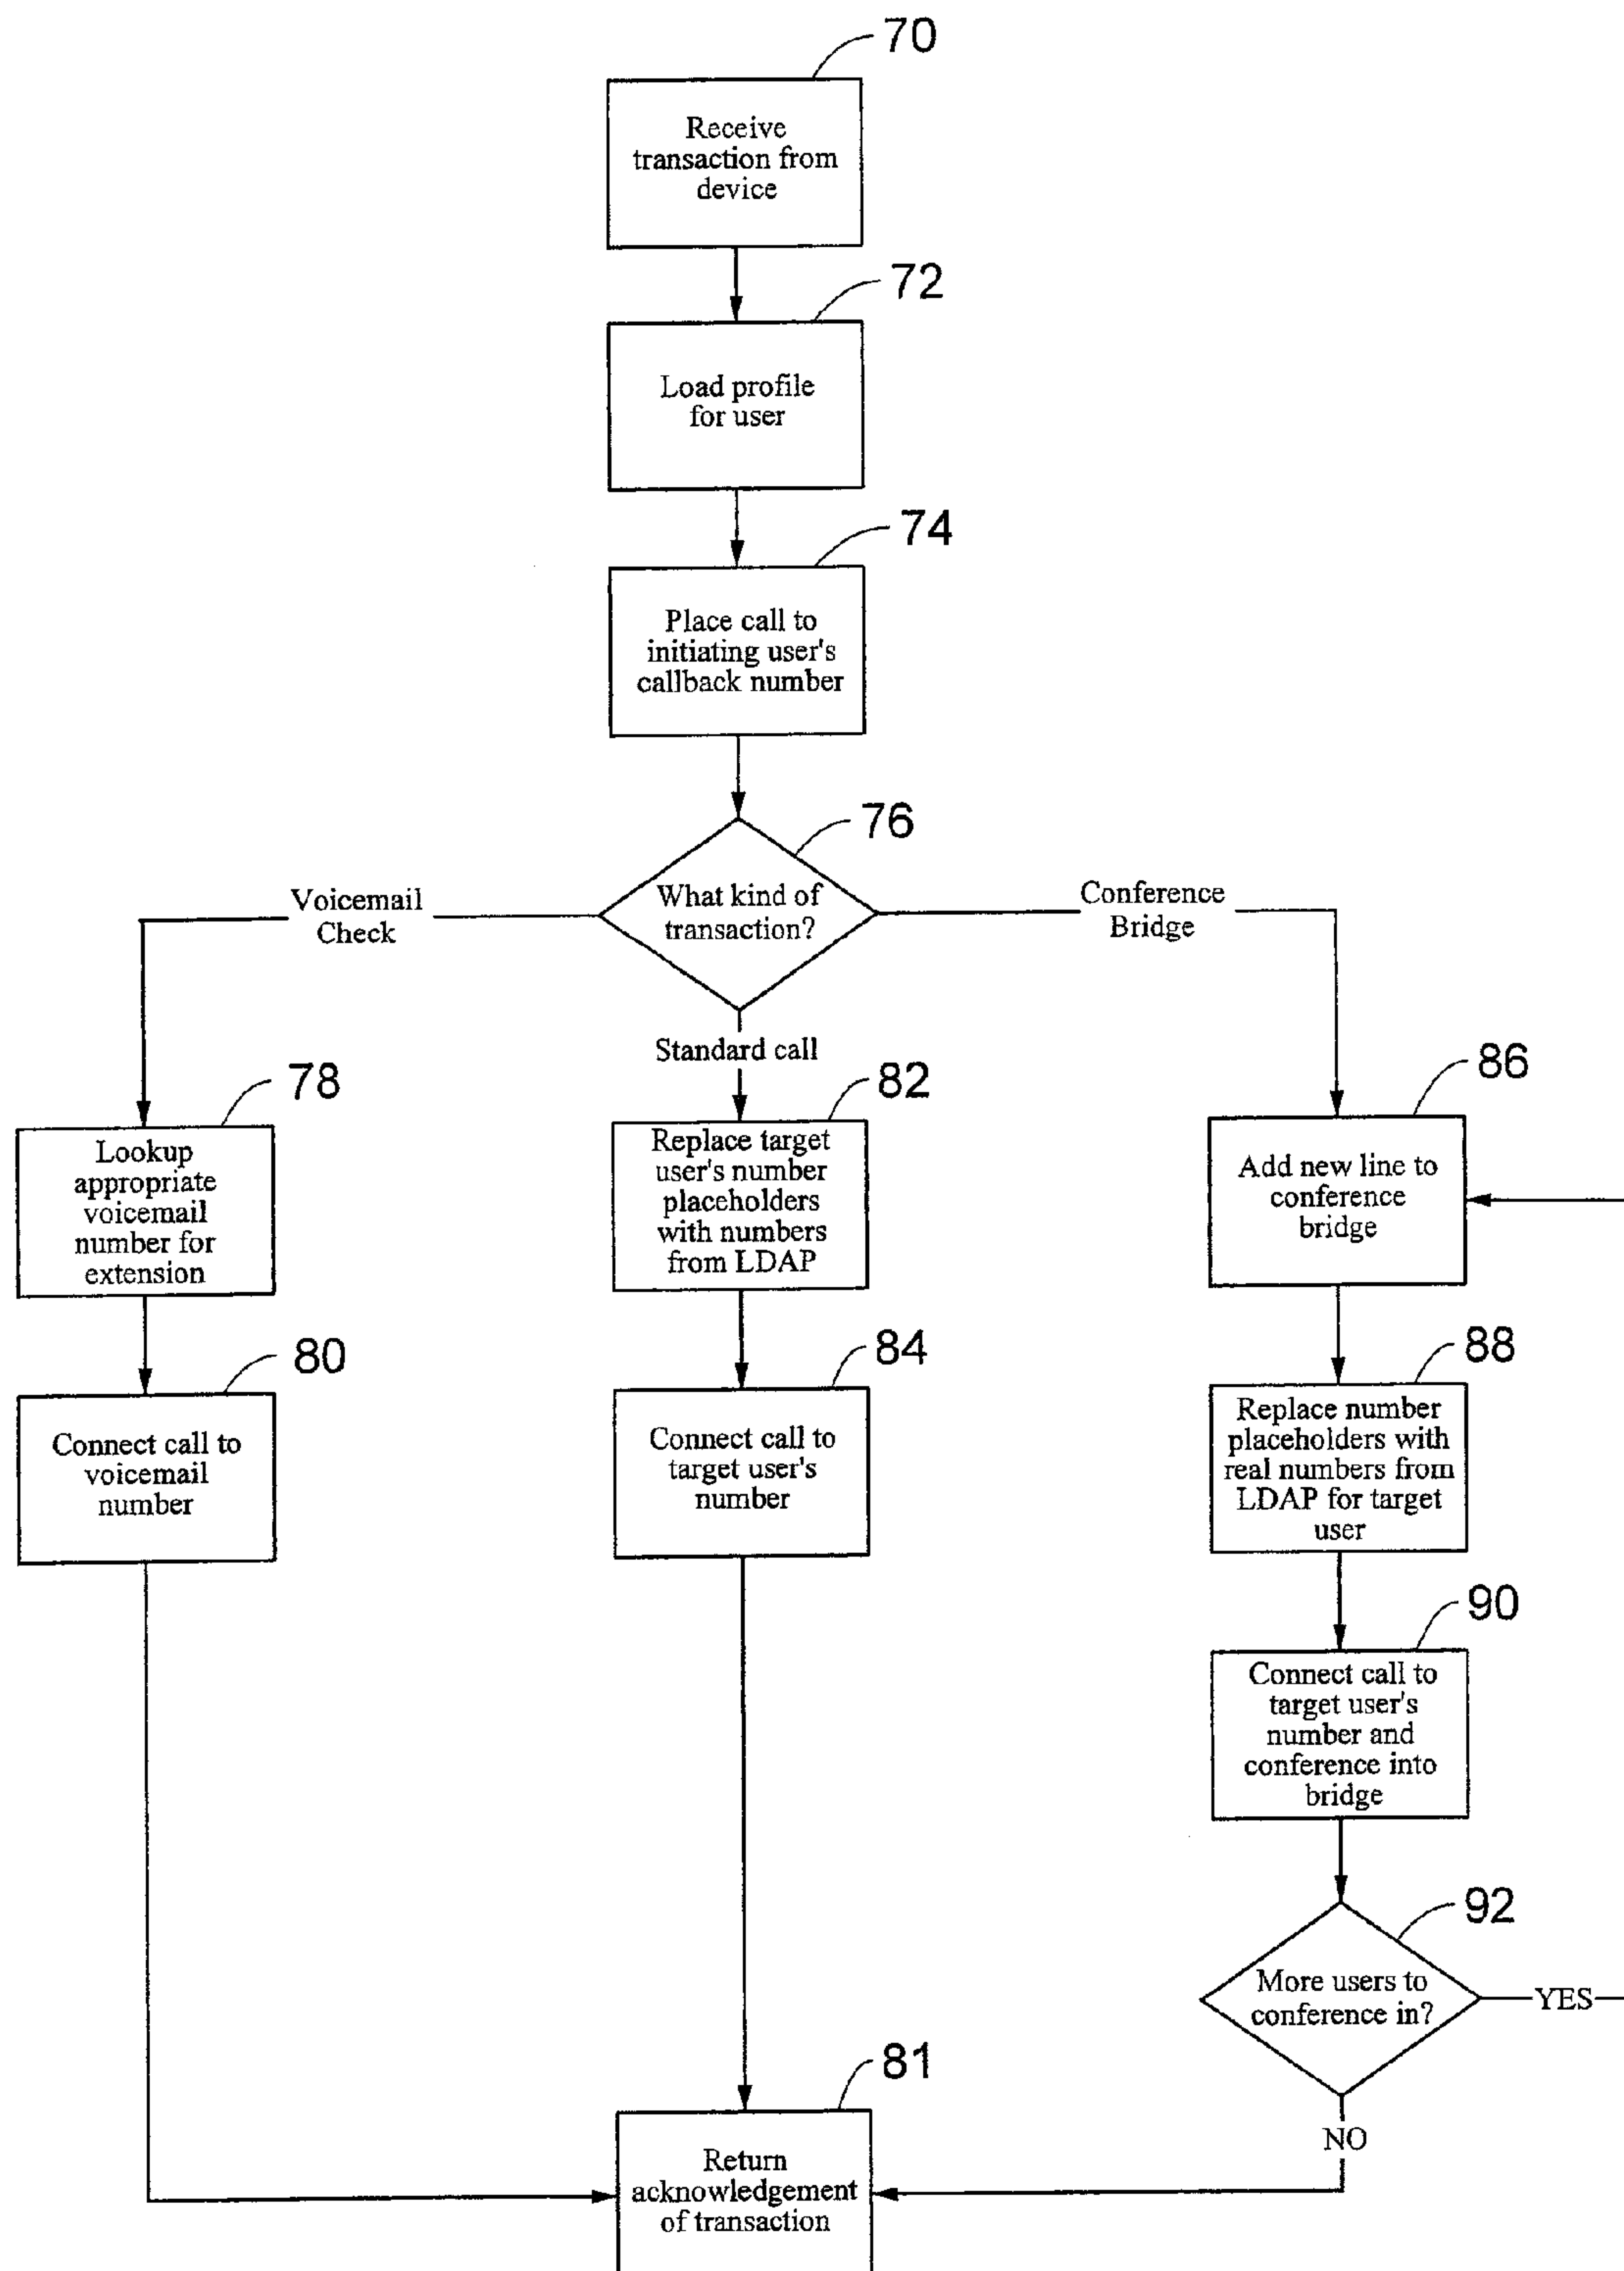 70
Receive
transaction from
device
72
Load profile
for user
74
Place call to
initiating user's
callback number
76
What kind of
transaction?
Voicemail
Check
Standard call
Conference
Bridge
78
Lookup
appropriate
voicemail
number for
extension
80
Connect call to
voicemail
number
82
Replace target
user's number
placeholders
with numbers
from LDAP
84
Connect call to
target user's
number
86
Add new line to
conference
bridge
88
Replace number
placeholders with
real numbers from
LDAP for target
user
90
Connect call to
target user's
number and
conference into
bridge
92
More users to
conference in?
YES
NO
81
Return
acknowledgement
of transaction